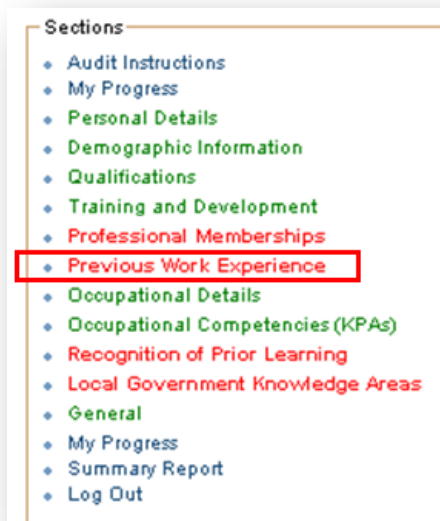 Sections
Audit Instructions
My Progress
Personal Details
Demographic Information
Qualifications
Training and Development
Professional Memberships
Previous Work Experience
Occupational Details
Occupational Competencies (KPAs)
Recognition of Prior Learning
Local Government Knowledge Areas
General
My Progress
Summary Report
Log Out